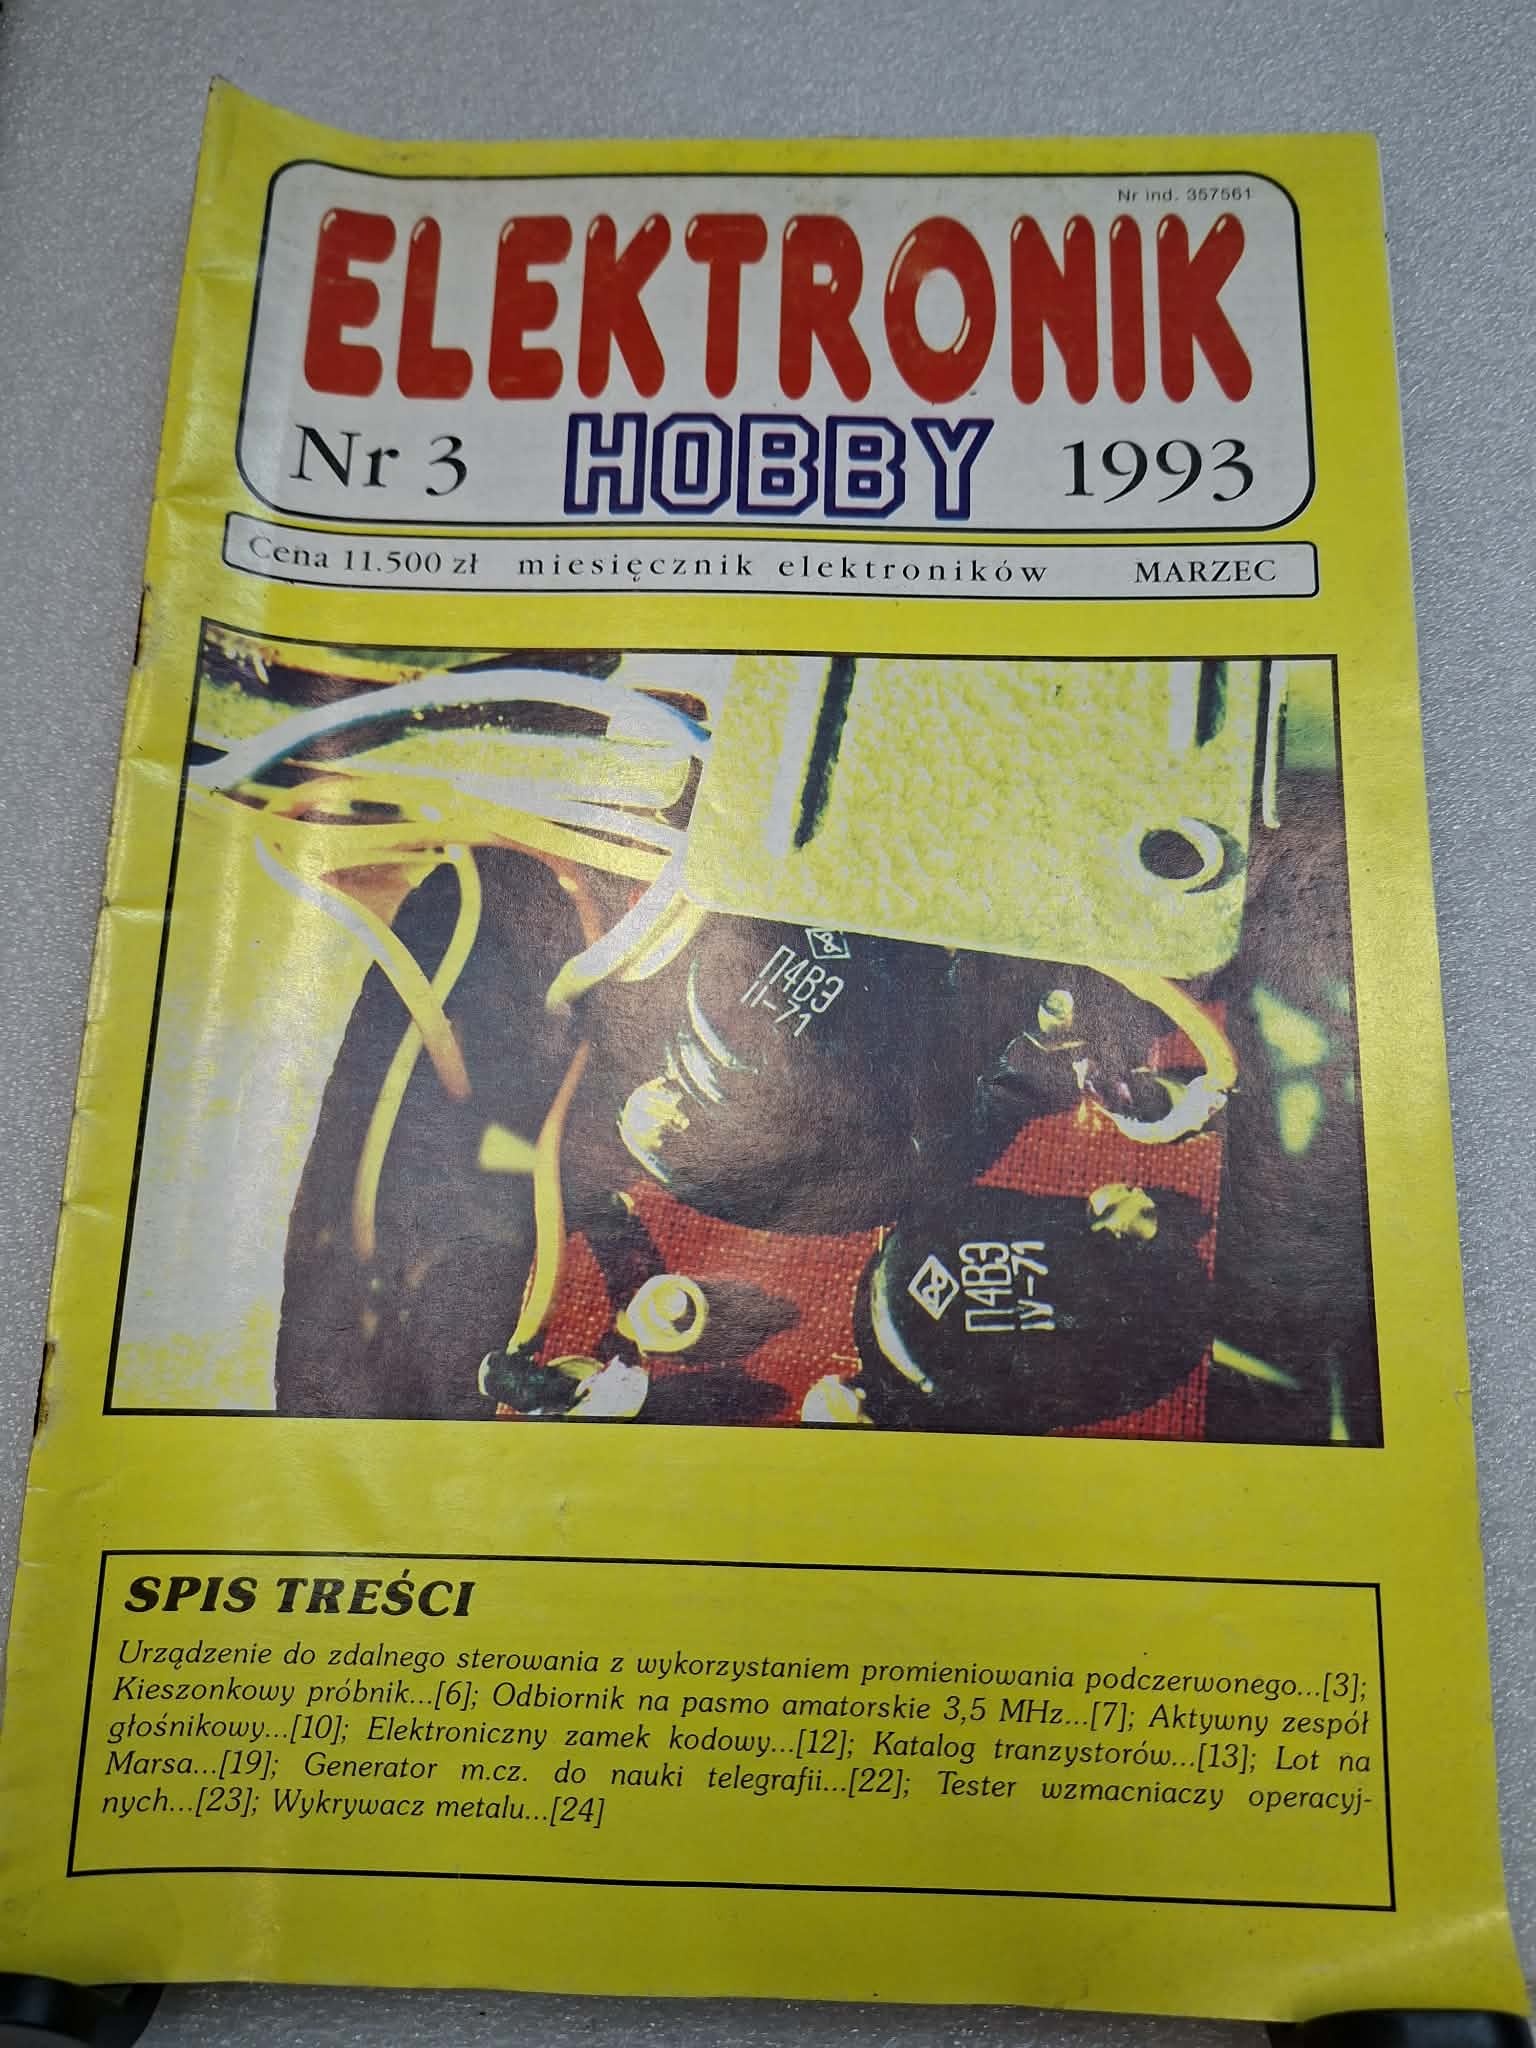 Nr ind. 357561
ELEKTRONIK
Nr 3 HOBBY 1993
Cena 11.500 zł miesięcznik elektroników MARZEC
П4ВЭ
II-71
П4ВЭ
IV-71
SPIS TREŚCI
Urządzenie do zdalnego sterowania z wykorzystaniem promieniowania podczerwonego...[3];
Kieszonkowy próbnik...[6]; Odbiornik na pasmo amatorskie 3,5 MHz...[7]; Aktywny zespół
głośnikowy...[10]; Elektroniczny zamek kodowy...[12]; Katalog tranzystorów...[13]; Lot na
Marsa...[19]; Generator m.cz. do nauki telegrafii...[22]; Tester wzmacniaczy operacyj-
nych...[23]; Wykrywacz metalu...[24]